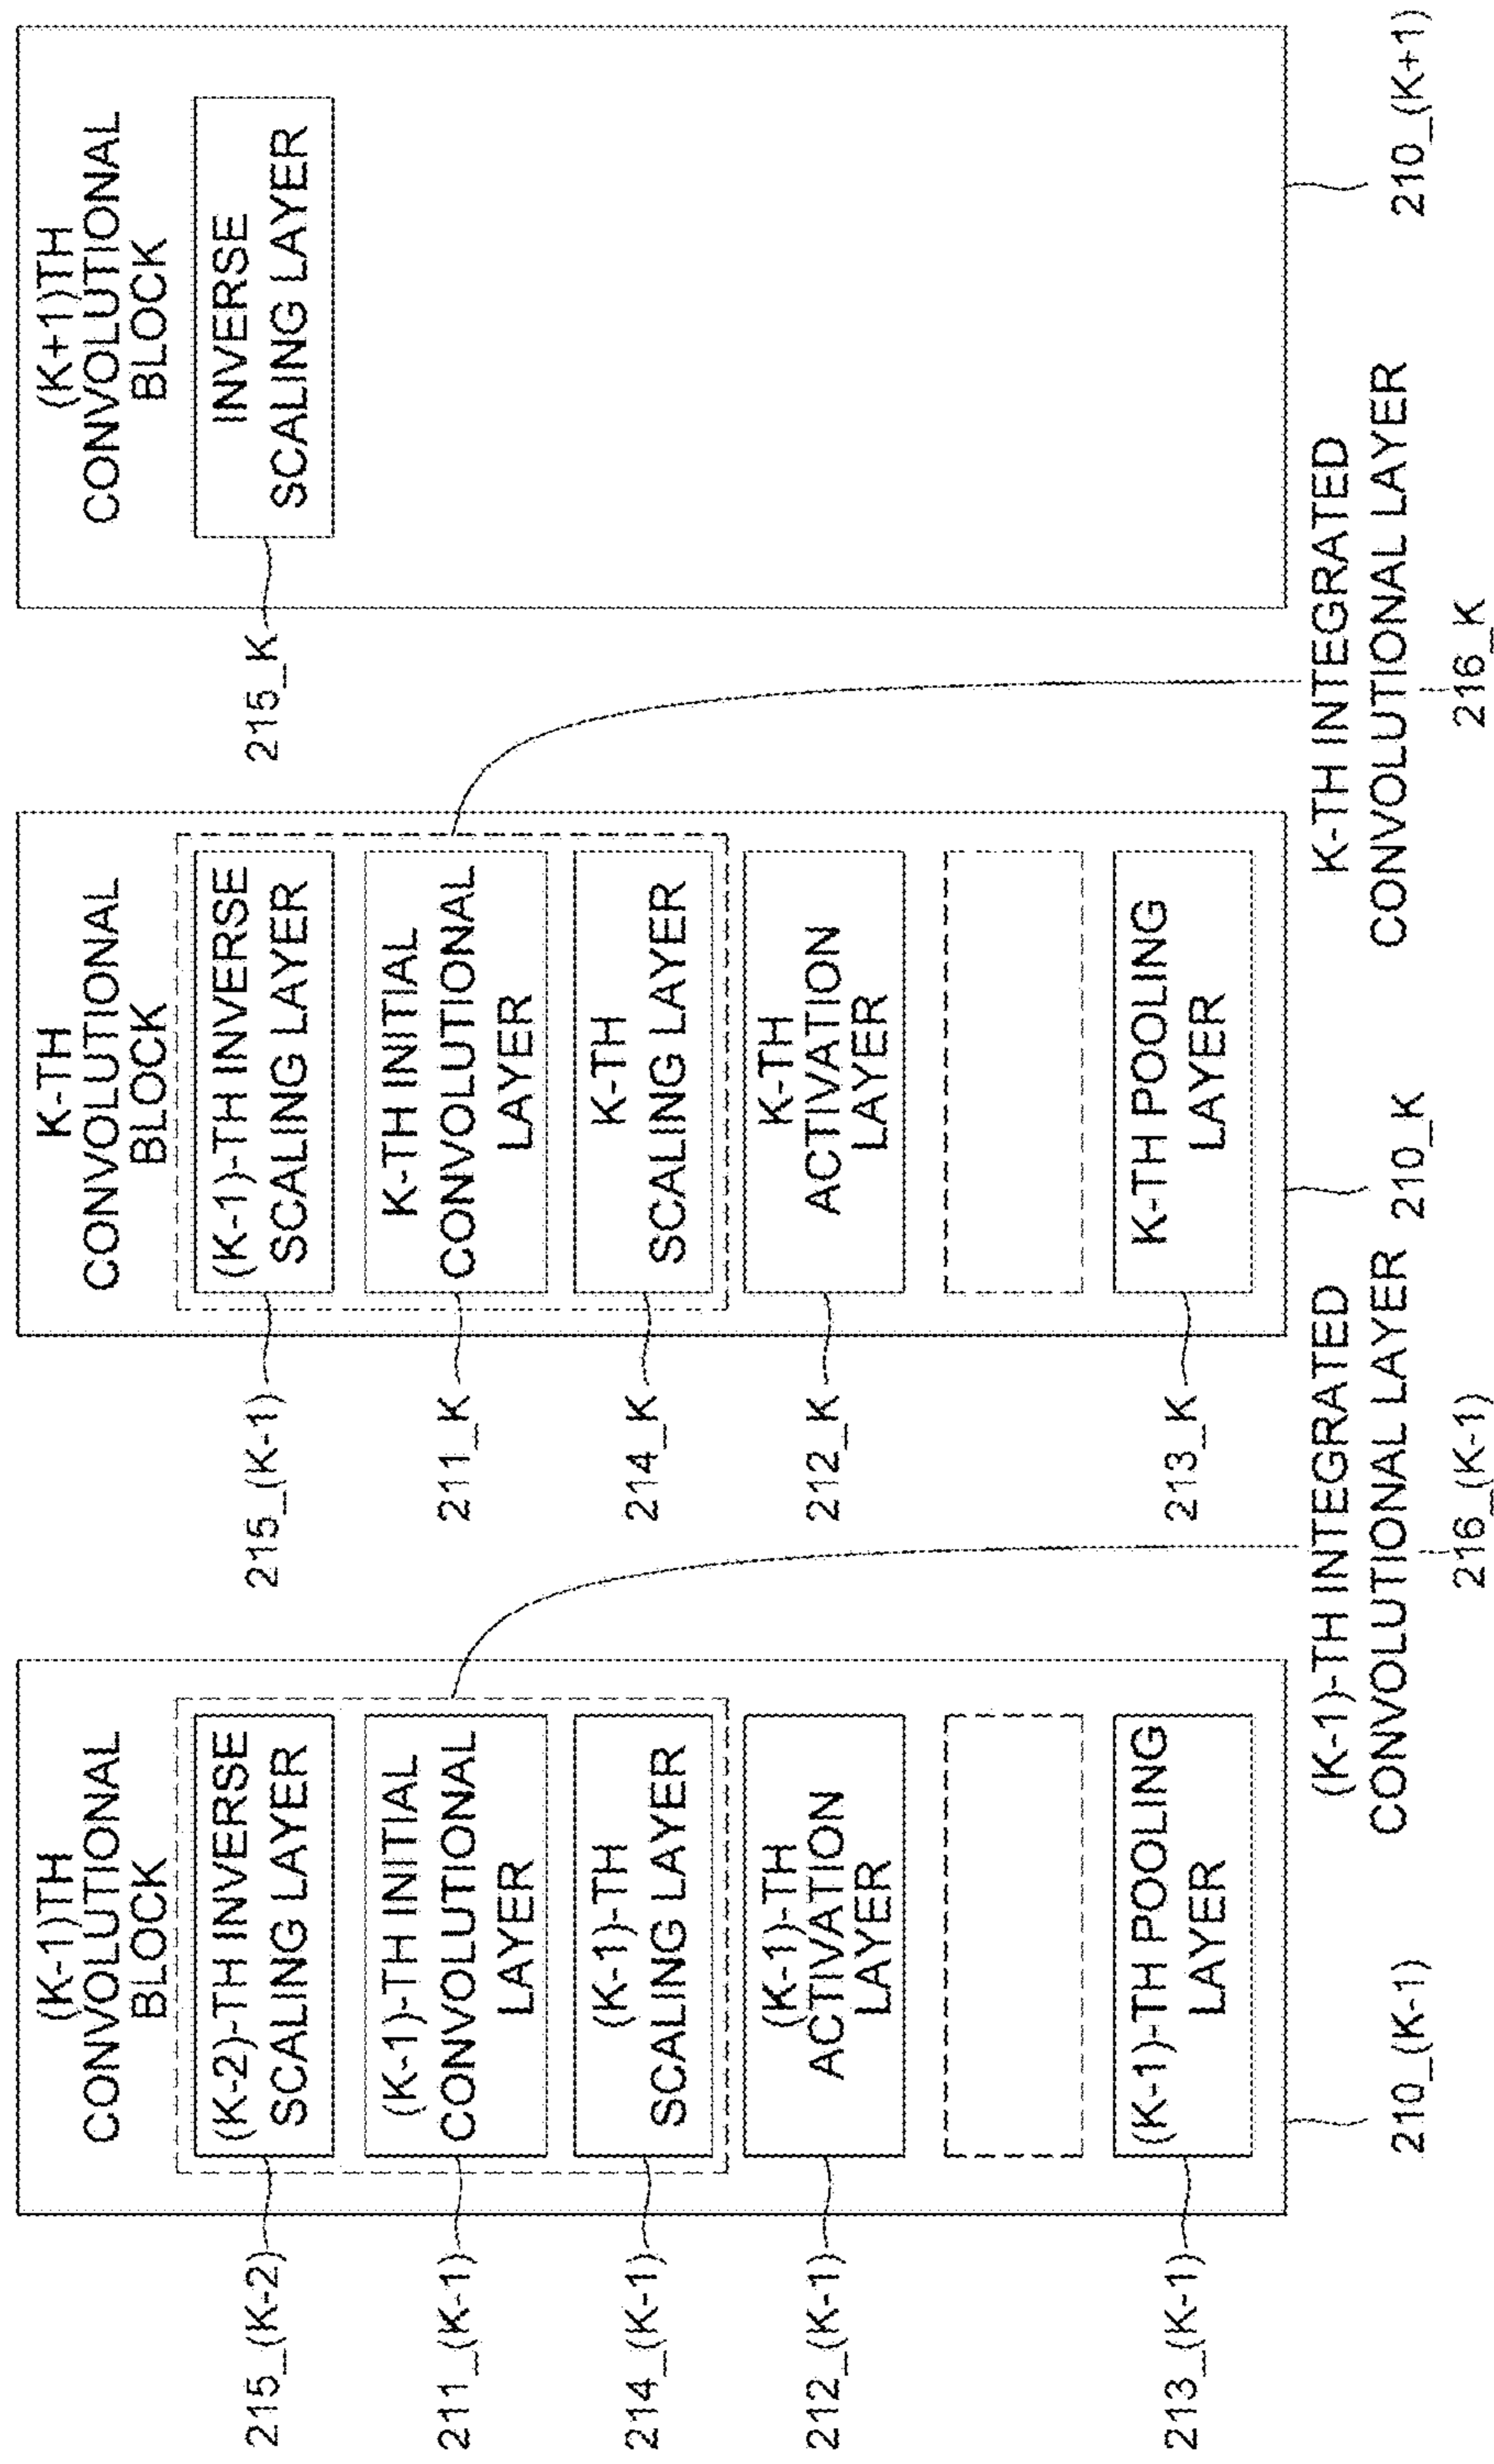 (K-1)TH
CONVOLUTIONAL
BLOCK
215_(K-2)
(K-2)-TH INVERSE
SCALING LAYER
211_(K-1)
(K-1)-TH INITIAL
CONVOLUTIONAL
LAYER
214_(K-1)
(K-1)-TH
SCALING LAYER
212_(K-1)
(K-1)-TH
ACTIVATION
LAYER
213_(K-1)
(K-1)-TH POOLING
LAYER
210_(K-1)
(K-1)-TH INTEGRATED
CONVOLUTIONAL LAYER
216_(K-1)
K-TH
CONVOLUTIONAL
BLOCK
215_(K-1)
(K-1)-TH INVERSE
SCALING LAYER
211_K
K-TH INITIAL
CONVOLUTIONAL
LAYER
214_K
K-TH
SCALING LAYER
212_K
K-TH
ACTIVATION
LAYER
213_K
K-TH POOLING
LAYER
210_K
K-TH INTEGRATED
CONVOLUTIONAL LAYER
216_K
(K+1)TH
CONVOLUTIONAL
BLOCK
215_K
INVERSE
SCALING LAYER
210_(K+1)